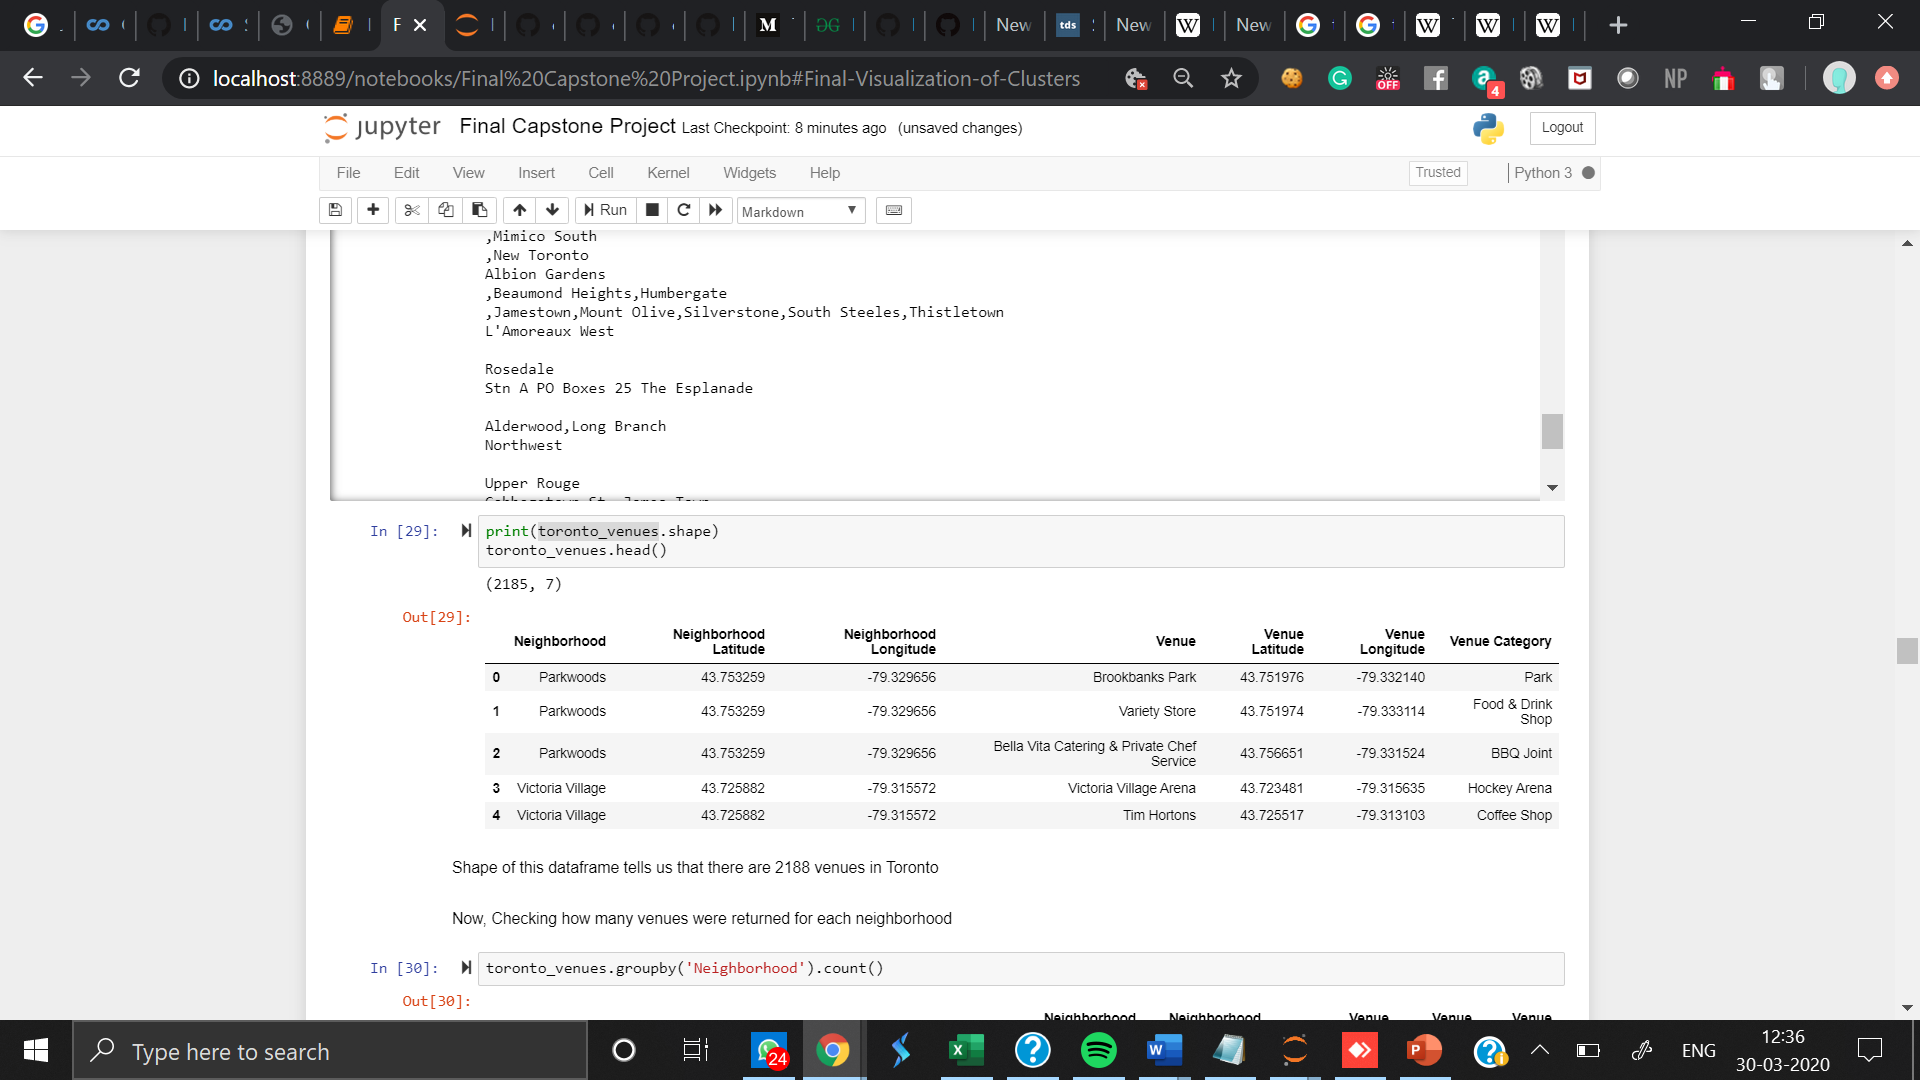 F
M
New
tds
New
W
New
W
W
W
localhost:8889/notebooks/Final%20Capstone%20Project.ipynb#Final-Visualization-of-Clusters
OFF
4
NP
jupyter Final Capstone Project Last Checkpoint: 8 minutes ago (unsaved changes)
Logout
File Edit View Insert Cell Kernel Widgets Help
Trusted
Python 3
Run
Markdown
,Mimico South
,New Toronto
Albion Gardens
,Beaumond Heights,Humbergate
,Jamestown,Mount Olive,Silverstone,South Steeles,Thistletown
L'Amoreaux West
Rosedale
Stn A PO Boxes 25 The Esplanade
Alderwood,Long Branch
Northwest
Upper Rouge
In [29]: print(toronto_venues.shape)
toronto_venues.head()
(2185, 7)
Out[29]:
Neighborhood Neighborhood Latitude Neighborhood Longitude Venue Venue Latitude Venue Longitude Venue Category
0 Parkwoods 43.753259 -79.329656 Brookbanks Park 43.751976 -79.332140 Park
1 Parkwoods 43.753259 -79.329656 Variety Store 43.751974 -79.333114 Food & Drink Shop
2 Parkwoods 43.753259 -79.329656 Bella Vita Catering & Private Chef Service 43.756651 -79.331524 BBQ Joint
3 Victoria Village 43.725882 -79.315572 Victoria Village Arena 43.723481 -79.315635 Hockey Arena
4 Victoria Village 43.725882 -79.315572 Tim Hortons 43.725517 -79.313103 Coffee Shop
Shape of this dataframe tells us that there are 2188 venues in Toronto
Now, Checking how many venues were returned for each neighborhood
In [30]: toronto_venues.groupby('Neighborhood').count()
Out[30]:
Neighborhood Neighborhood Venue Venue Venue
Type here to search
24
ENG
12:36
30-03-2020